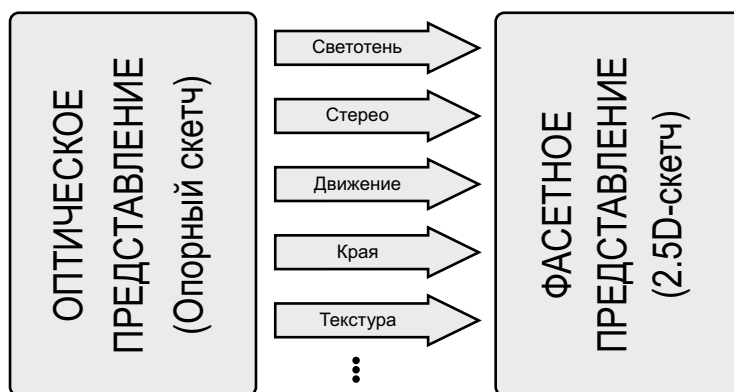 ОПТИЧЕСКОЕ
ПРЕДСТАВЛЕНИЕ
(Опорный скетч)
Светотень
Стерео
Движение
Края
Текстура
ФАСЕТНОЕ
ПРЕДСТАВЛЕНИЕ
(2.5D-скетч)